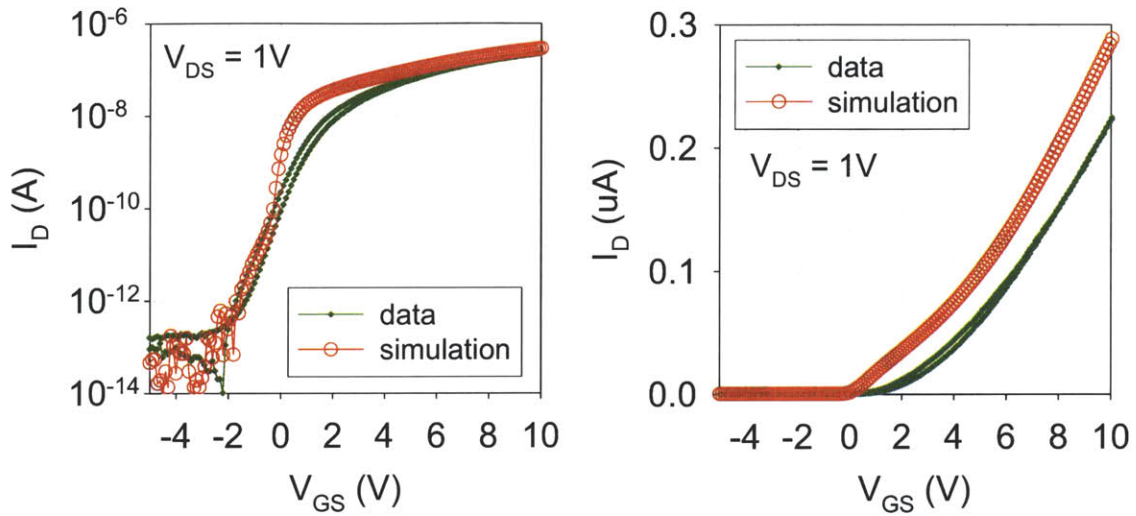 10^-6
10^-8
10^-10
10^-12
10^-14
I_D (A)
V_DS = 1V
data
simulation
-4 -2 0 2 4 6 8 10
V_GS (V)
0.3
0.2
0.1
0.0
I_D (uA)
data
simulation
V_DS = 1V
-4 -2 0 2 4 6 8 10
V_GS (V)